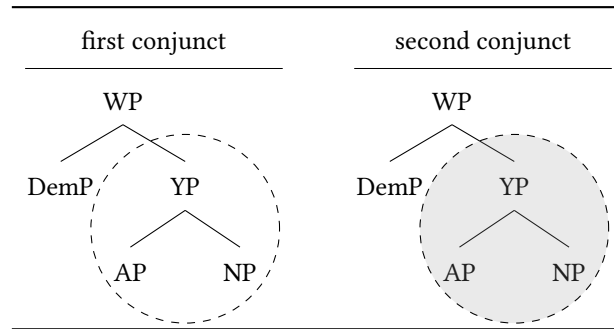 first conjunct second conjunct
WP WP
DemP YP DemP YP
AP NP AP NP